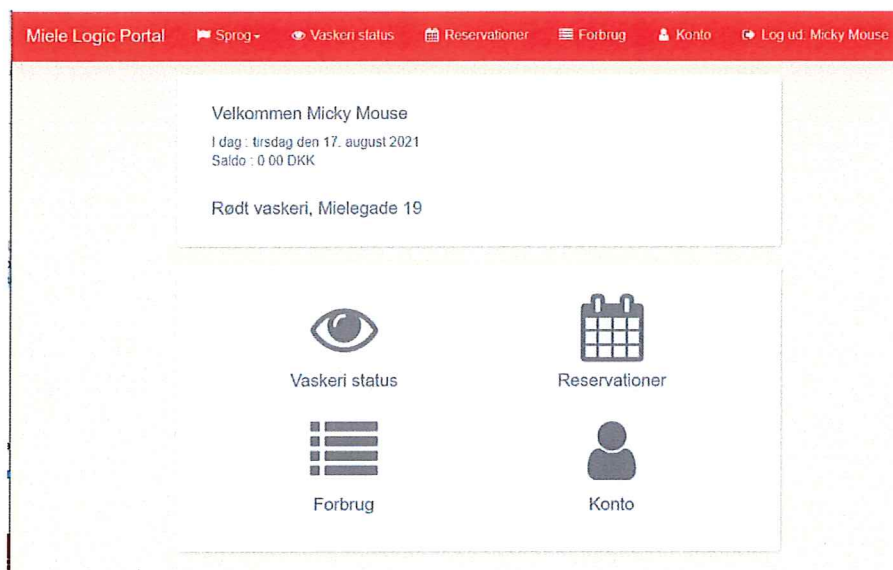 Miele Logic Portal Sprog Vaskeri status Reservationer Forbrug Konto Log ud: Micky Mouse
Velkommen Micky Mouse
I dag : tirsdag den 17. august 2021
Saldo : 0 00 DKK
Rødt vaskeri, Mielegade 19
Vaskeri status Reservationer
Forbrug Konto